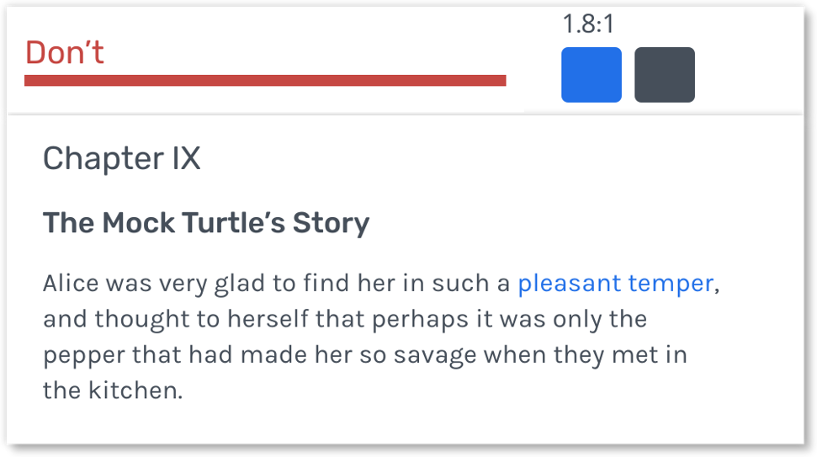 Don’t
1.8:1
Chapter IX
The Mock Turtle’s Story
Alice was very glad to find her in such a pleasant temper,
and thought to herself that perhaps it was only the
pepper that had made her so savage when they met in
the kitchen.